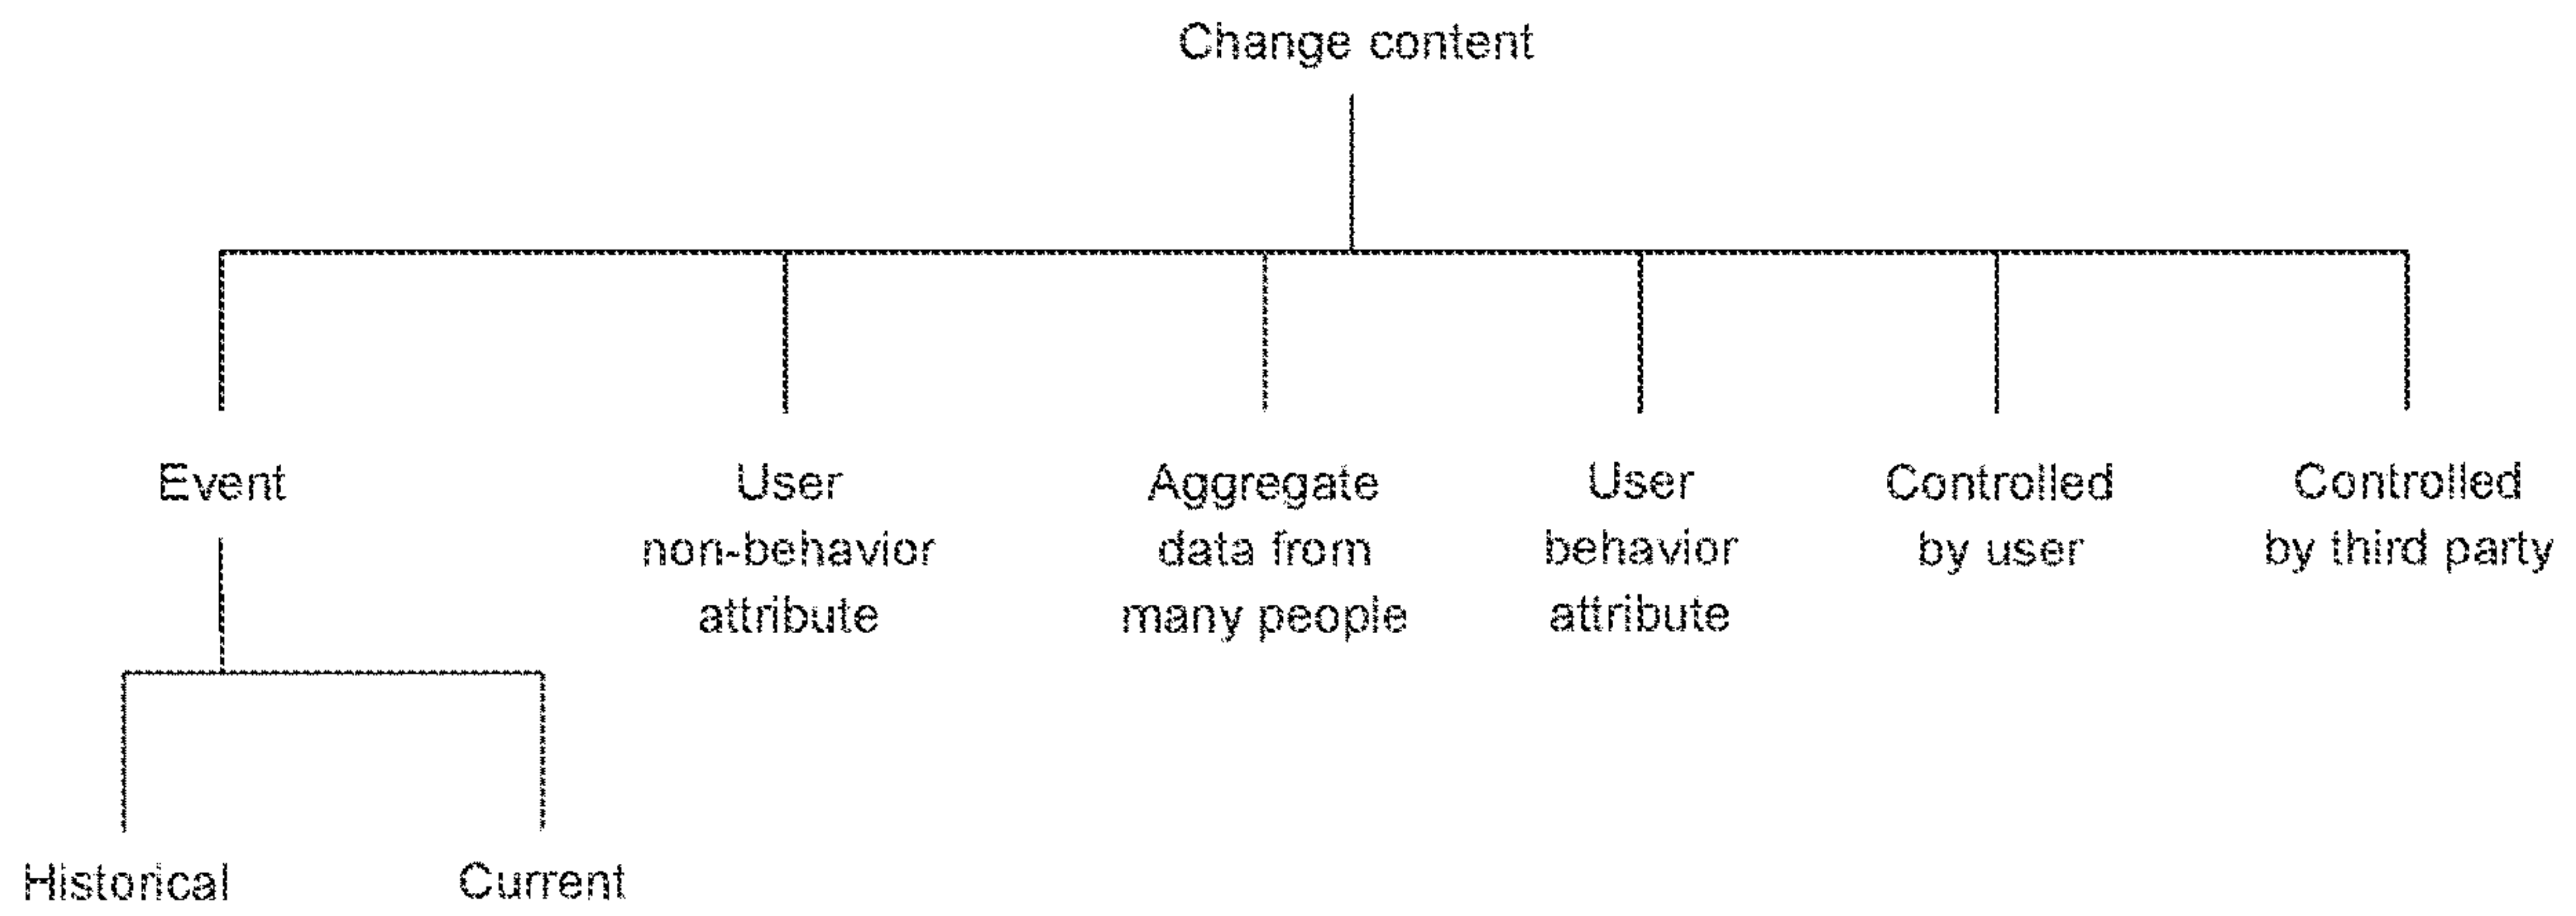 Change content
Event
User
non-behavior
attribute
Aggregate
data from
many people
User
behavior
attribute
Controlled
by user
Controlled
by third party
Historical
Current